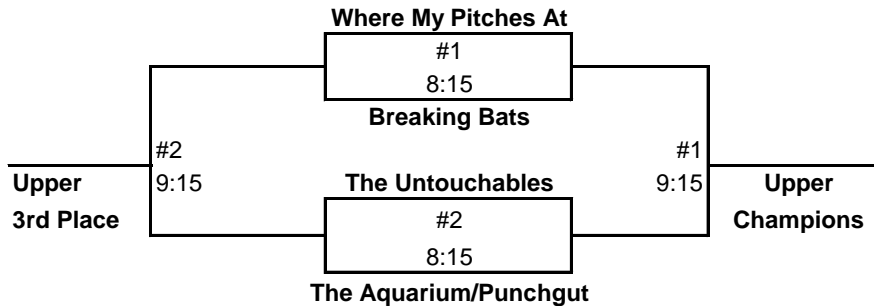 Where My Pitches At
#1
8:15
Breaking Bats
#2
9:15
Upper
3rd Place
#1
9:15
Upper
Champions
The Untouchables
#2
8:15
The Aquarium/Punchgut